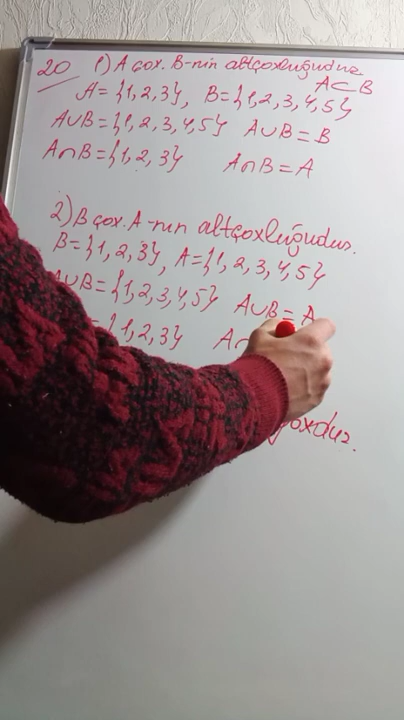 20 1) A çox. B-nin altçoxluğudur.
A⊂B
A = {1,2,3}, B = {1,2,3,4,5}
A∪B = {1,2,3,4,5} A∪B = B
A∩B = {1,2,3} A∩B = A
2) B çox. A-nın altçoxluğudur.
B = {1,2,3}, A = {1,2,3,4,5}
A∪B = {1,2,3,4,5} A∪B = A
= {1,2,3} A∩